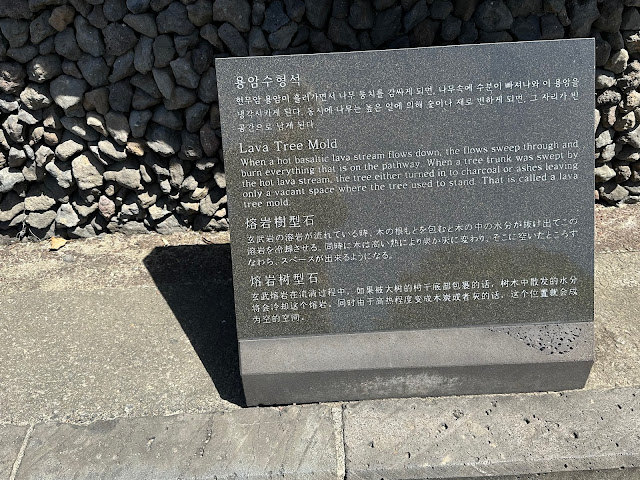 용암수형석
현무암 용암이 흘러가면서 나무 둥치를 감싸게 되면, 나무속에 수분이 빠져나와 이 용암을
냉각시키게 된다. 동시에 나무는 높은 열에 의해 숯이나 재로 변하게 되면, 그 자리가 빈
공간으로 남게 된다
Lava Tree Mold
When a hot basaltic lava stream flows down, the flows sweep through and
burn everything that is on the pathway. When a tree trunk was swept by
the hot lava stream, the tree either turned in to charcoal or ashes leaving
only a vacant space where the tree used to stand. That is called a lava
tree mold.
熔岩樹型石
玄武岩の溶岩が流れている時、木の根もとを包むと木の中の水分が抜け出てこの
溶岩を冷却させる。同時に木は高い熱により炭か灰に変わり、そこに空いたところす
なわち、スペースが出来るようになる。
熔岩树型石
玄武熔岩在流淌过程中，如果被大树的树干底部包裹的话，树木中散发的水分
将会冷却这个熔岩。同时由于高热程度变成木炭或者灰的话，这个位置就会成
为空的空间。